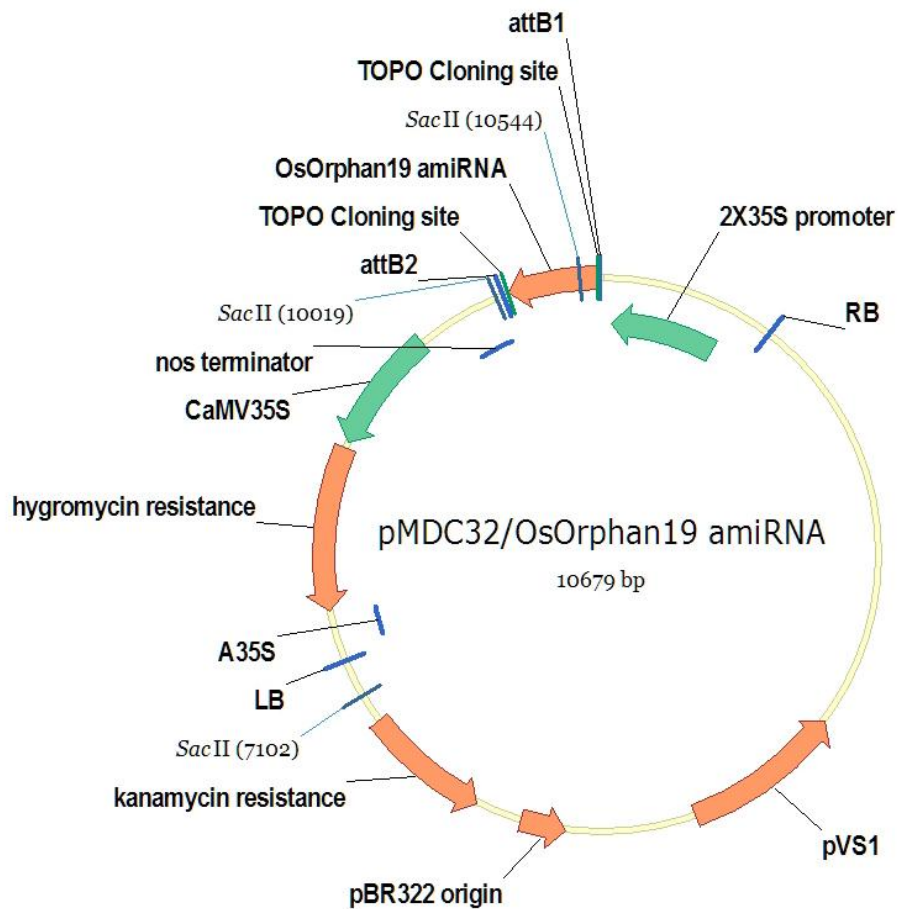 attB1
TOPO Cloning site
SacII (10544)
OsOrphan19 amiRNA
TOPO Cloning site
2X35S promoter
attB2
RB
SacII (10019)
nos terminator
CaMV35S
hygromycin resistance
pMDC32/OsOrphan19 amiRNA
10679 bp
A35S
LB
SacII (7102)
kanamycin resistance
pVS1
pBR322 origin